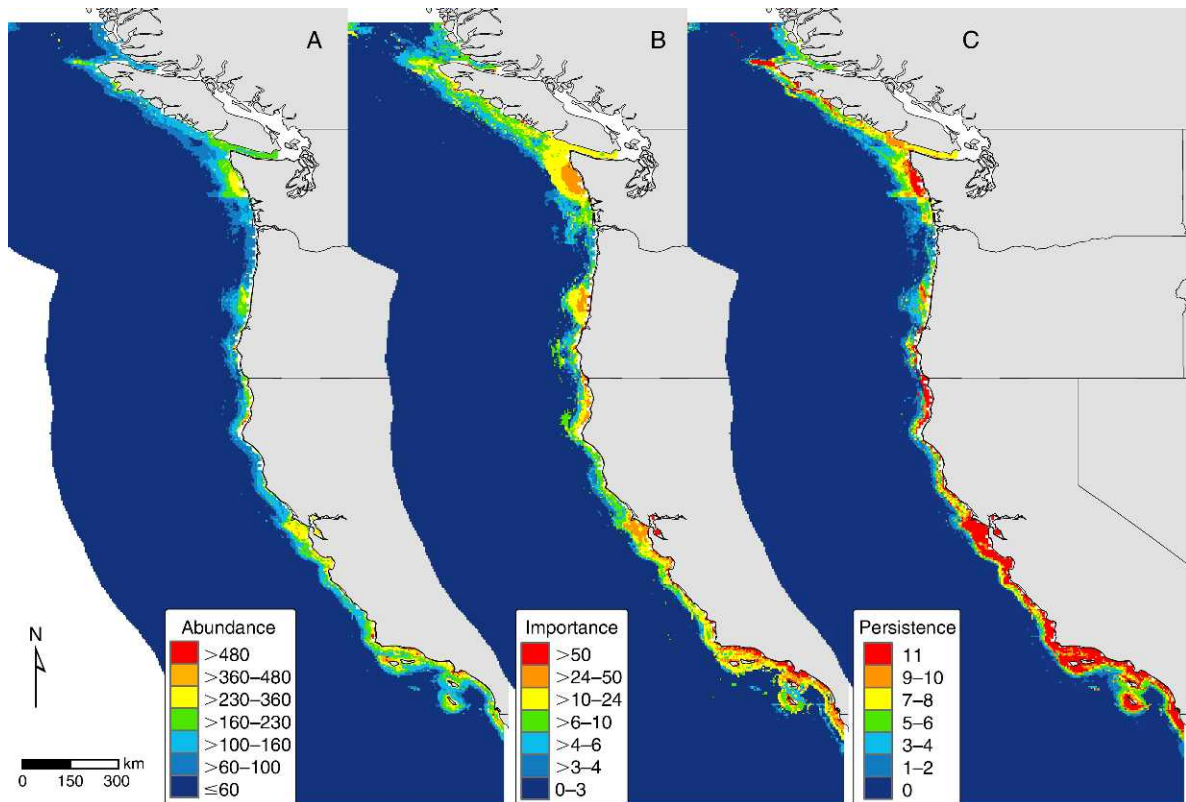 A
B
C
N
0 150 300 km
Abundance
>480
>360–480
>230–360
>160–230
>100–160
>60–100
≤60
Importance
>50
>24–50
>10–24
>6–10
>4–6
>3–4
0–3
Persistence
11
9–10
7–8
5–6
3–4
1–2
0